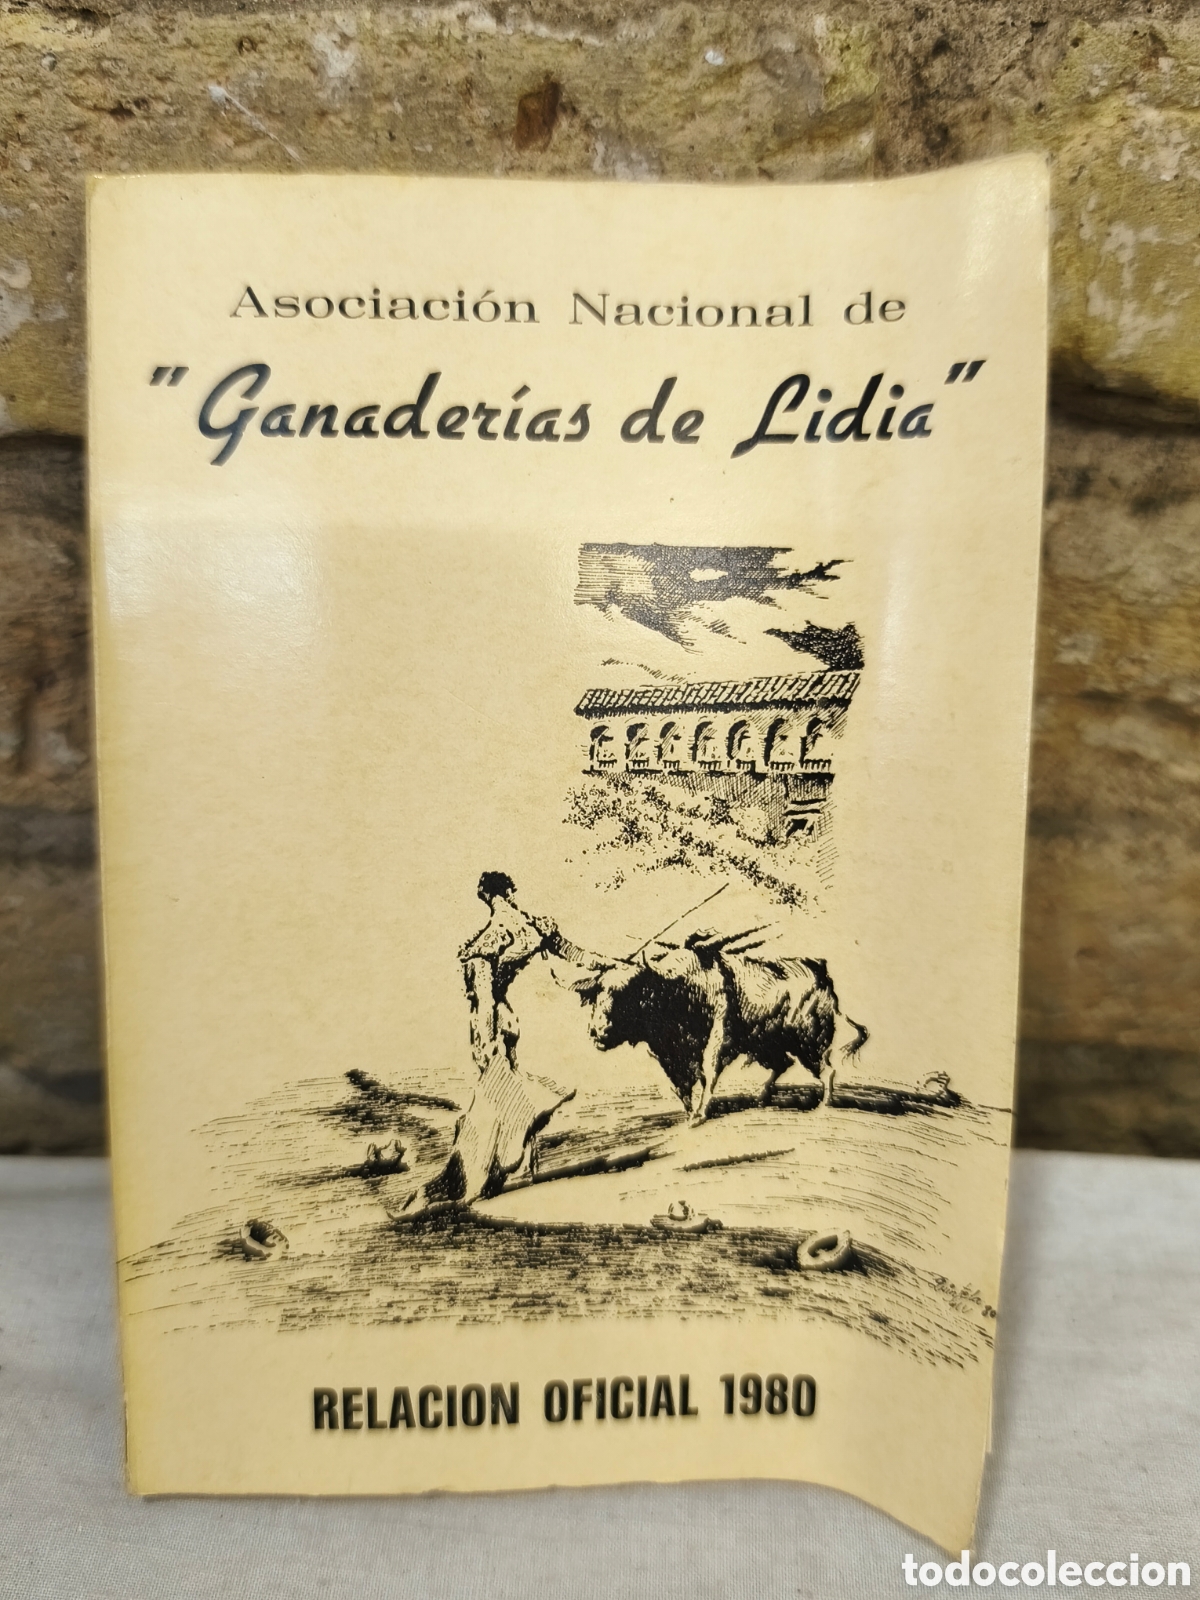 Asociación Nacional de
"Ganaderías de Lidia"
RELACION OFICIAL 1980
todocoleccion